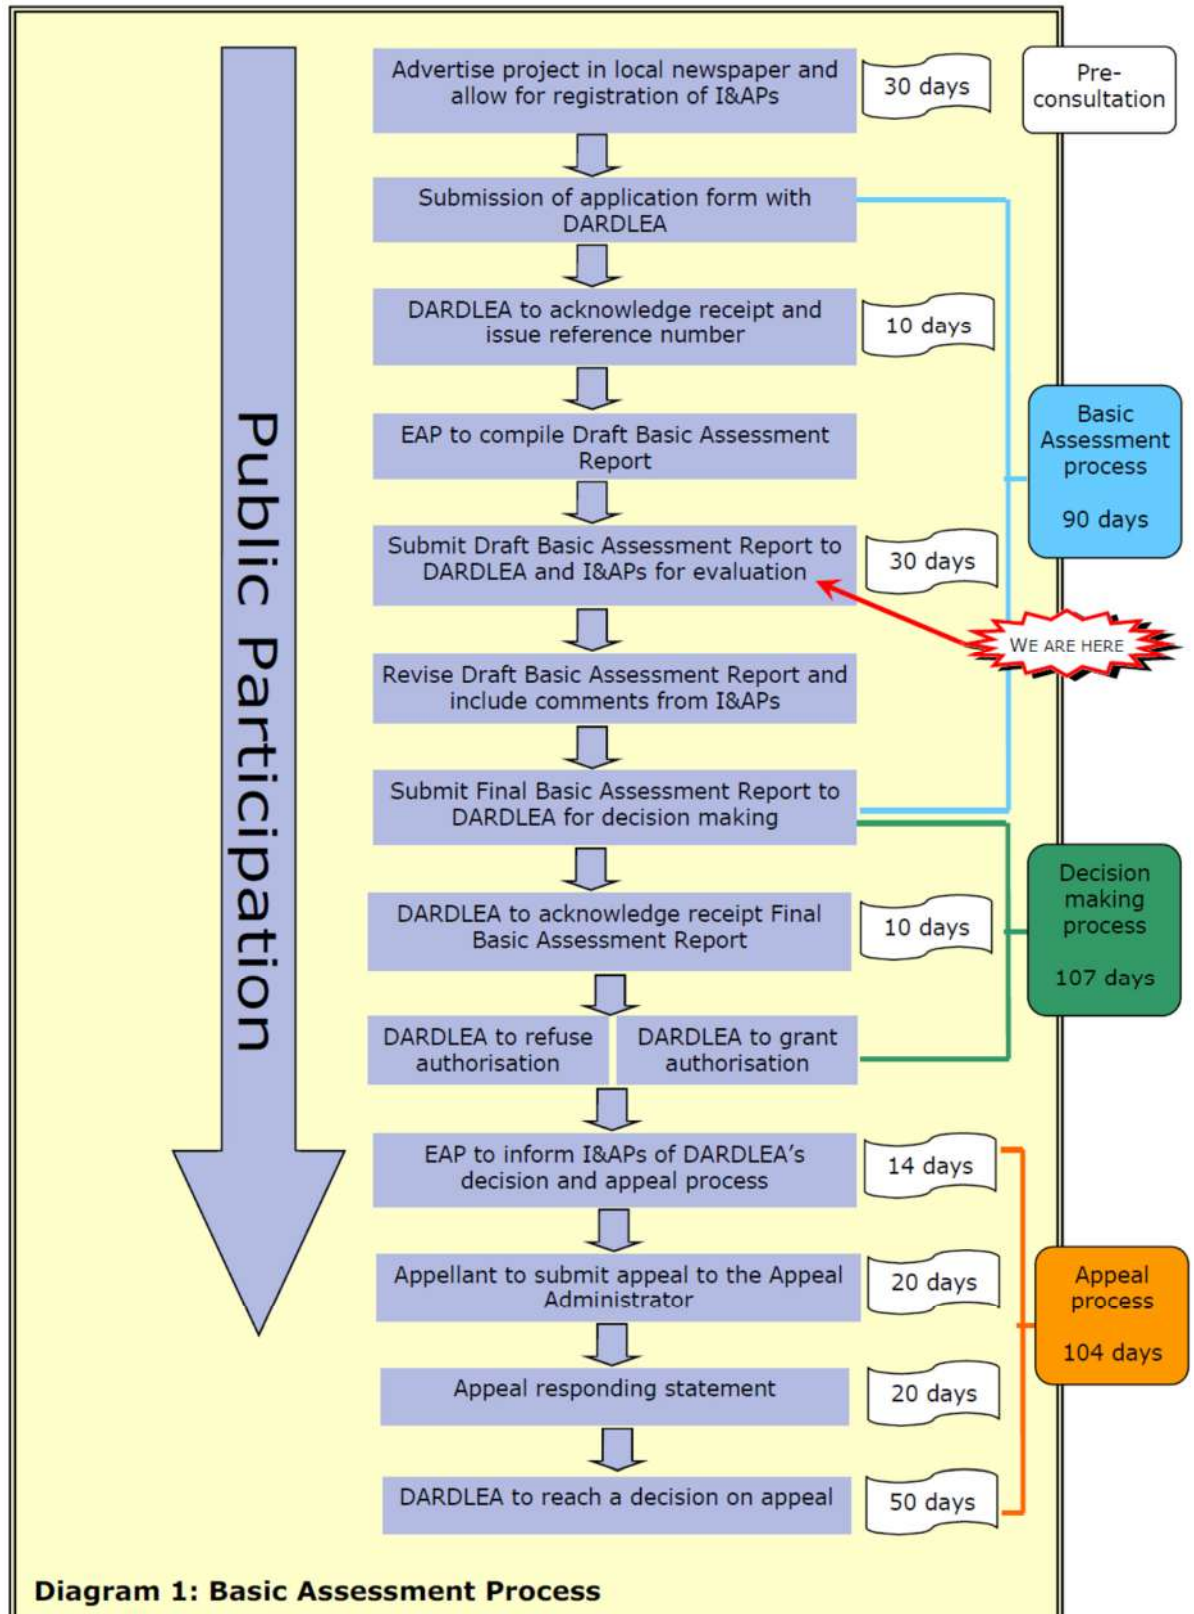 Public Participation
Advertise project in local newspaper and
allow for registration of I&APs
30 days
Pre-
consultation
Submission of application form with
DARDLEA
DARDLEA to acknowledge receipt and
issue reference number
10 days
EAP to compile Draft Basic Assessment
Report
Basic
Assessment
process
90 days
Submit Draft Basic Assessment Report to
DARDLEA and I&APs for evaluation
30 days
WE ARE HERE
Revise Draft Basic Assessment Report and
include comments from I&APs
Submit Final Basic Assessment Report to
DARDLEA for decision making
DARDLEA to acknowledge receipt Final
Basic Assessment Report
10 days
Decision
making
process
107 days
DARDLEA to refuse
authorisation
DARDLEA to grant
authorisation
EAP to inform I&APs of DARDLEA's
decision and appeal process
14 days
Appellant to submit appeal to the Appeal
Administrator
20 days
Appeal
process
104 days
Appeal responding statement
20 days
DARDLEA to reach a decision on appeal
50 days
Diagram 1: Basic Assessment Process